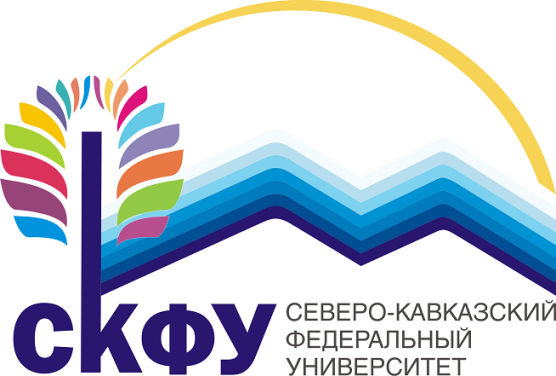 скфу
СЕВЕРО-КАВКАЗСКИЙ
ФЕДЕРАЛЬНЫЙ
УНИВЕРСИТЕТ